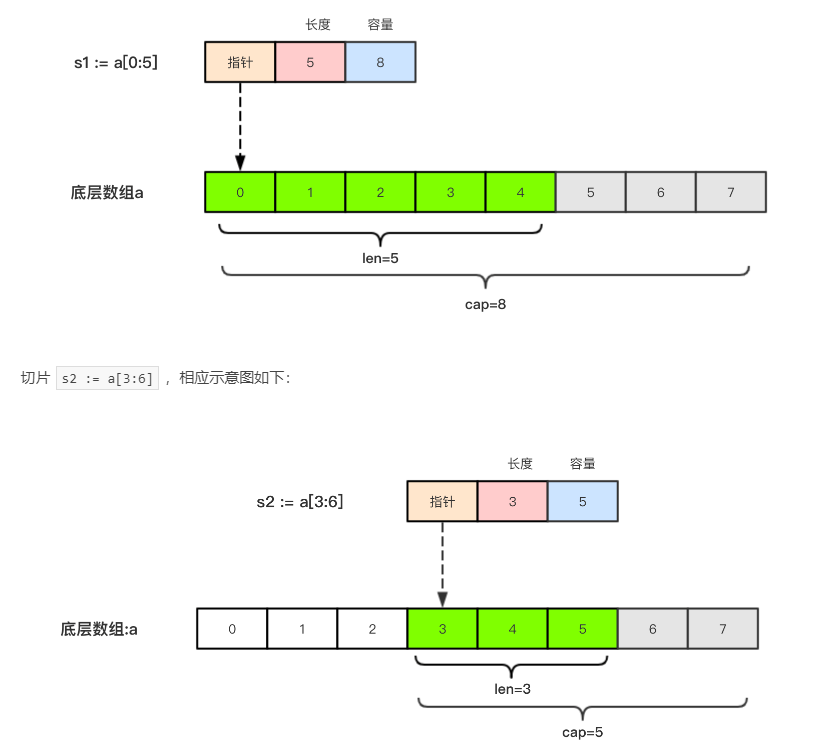 长度 容量
s1 := a[0:5] 指针 5 8
底层数组a 0 1 2 3 4 5 6 7
len=5
cap=8
切片 s2 := a[3:6] ，相应示意图如下：
长度 容量
s2 := a[3:6] 指针 3 5
底层数组:a 0 1 2 3 4 5 6 7
len=3
cap=5